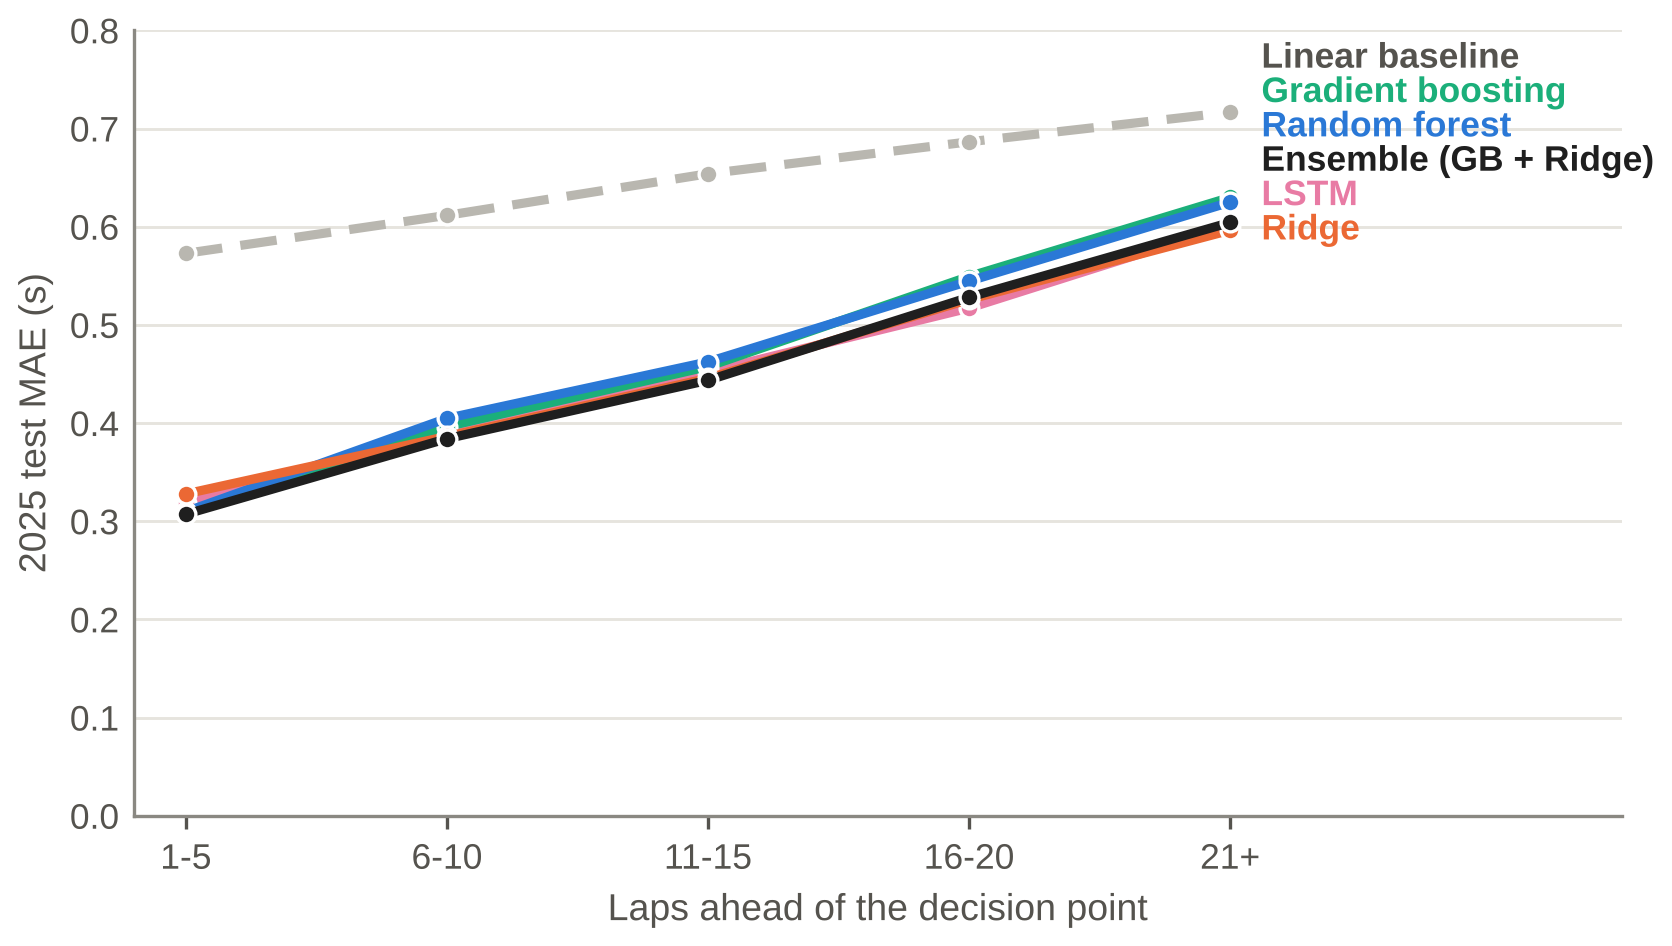 0.8
0.7
0.6
0.5
0.4
0.3
0.2
0.1
0.0
2025 test MAE (s)
Linear baseline
Gradient boosting
Random forest
Ensemble (GB + Ridge)
LSTM
Ridge
1-5
6-10
11-15
16-20
21+
Laps ahead of the decision point